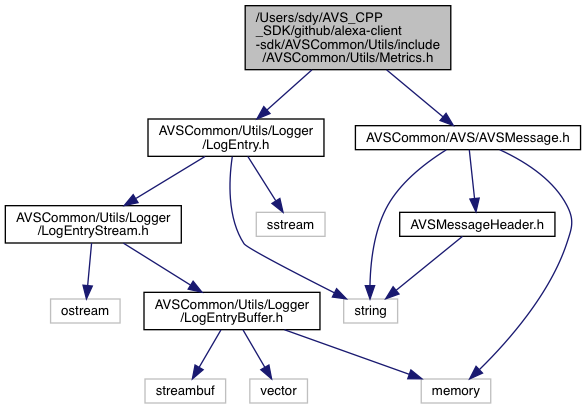 /Users/sdy/AVS_CPP
_SDK/github/alexa-client
-sdk/AVSCommon/Utils/include
/AVSCommon/Utils/Metrics.h
AVSCommon/Utils/Logger
/LogEntry.h
AVSCommon/AVS/AVSMessage.h
AVSCommon/Utils/Logger
/LogEntryStream.h
sstream
AVSMessageHeader.h
ostream
AVSCommon/Utils/Logger
/LogEntryBuffer.h
string
streambuf
vector
memory